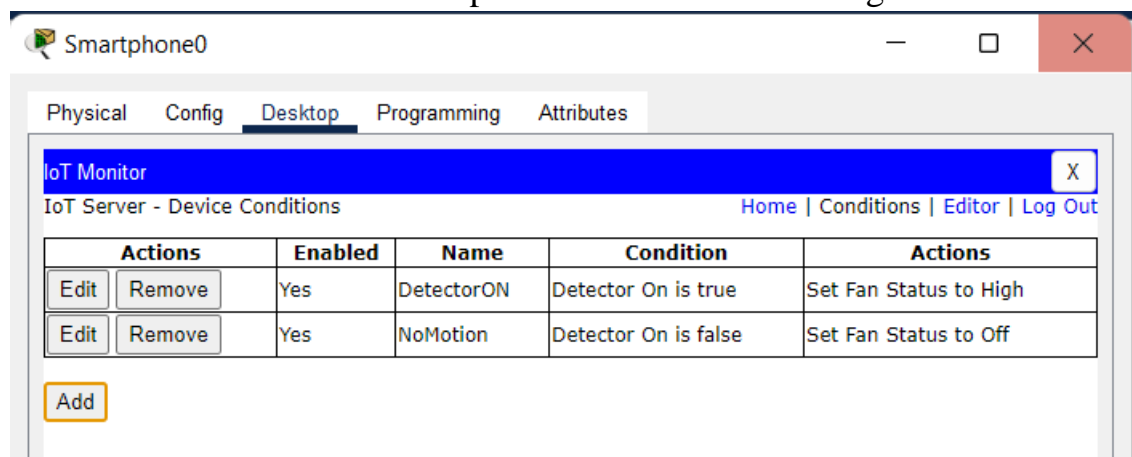 Smartphone0
Physical Config Desktop Programming Attributes
IoT Monitor X
IoT Server - Device Conditions Home | Conditions | Editor | Log Out
Actions Enabled Name Condition Actions
Edit Remove Yes DetectorON Detector On is true Set Fan Status to High
Edit Remove Yes NoMotion Detector On is false Set Fan Status to Off
Add